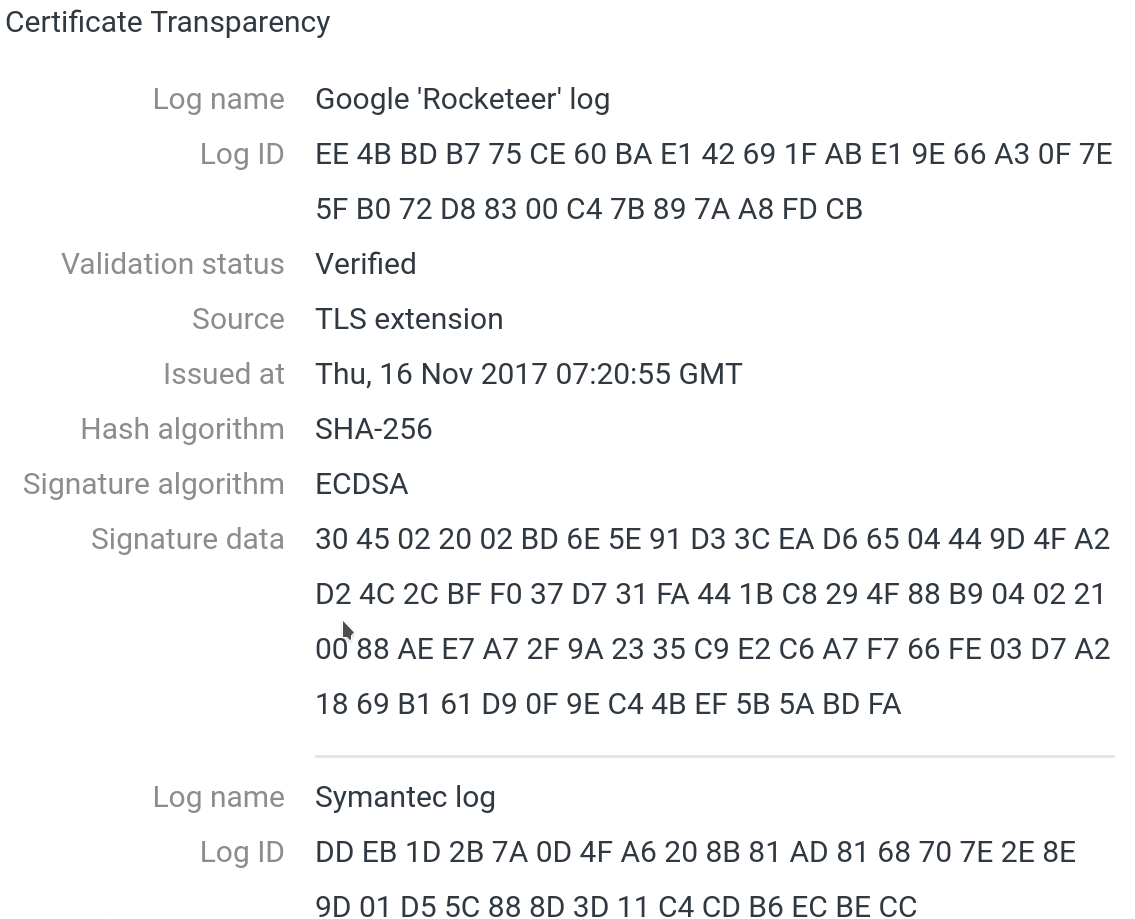 Certificate Transparency
Log name Google 'Rocketeer' log
Log ID EE 4B BD B7 75 CE 60 BA E1 42 69 1F AB E1 9E 66 A3 0F 7E
5F B0 72 D8 83 00 C4 7B 89 7A A8 FD CB
Validation status Verified
Source TLS extension
Issued at Thu, 16 Nov 2017 07:20:55 GMT
Hash algorithm SHA-256
Signature algorithm ECDSA
Signature data 30 45 02 20 02 BD 6E 5E 91 D3 3C EA D6 65 04 44 9D 4F A2
D2 4C 2C BF F0 37 D7 31 FA 44 1B C8 29 4F 88 B9 04 02 21
00 88 AE E7 A7 2F 9A 23 35 C9 E2 C6 A7 F7 66 FE 03 D7 A2
18 69 B1 61 D9 0F 9E C4 4B EF 5B 5A BD FA
Log name Symantec log
Log ID DD EB 1D 2B 7A 0D 4F A6 20 8B 81 AD 81 68 70 7E 2E 8E
9D 01 D5 5C 88 8D 3D 11 C4 CD B6 EC BE CC